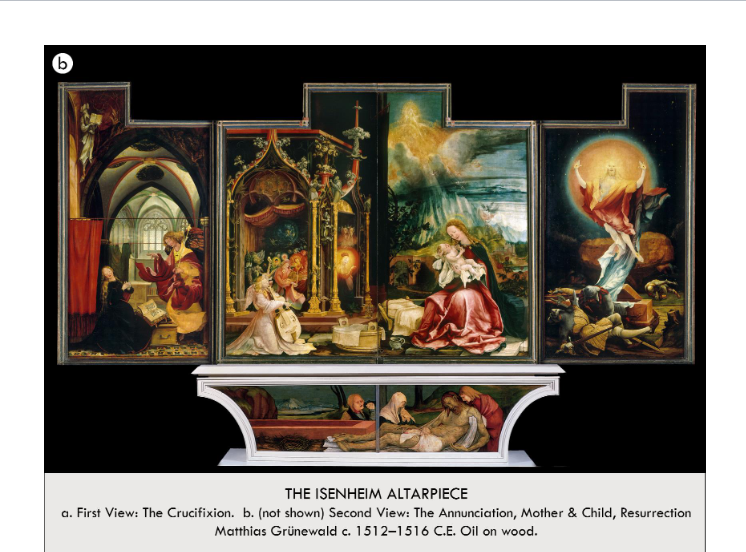 b
THE ISENHEIM ALTARPIECE
a. First View: The Crucifixion. b. (not shown) Second View: The Annunciation, Mother & Child, Resurrection
Matthias Grünewald c. 1512–1516 C.E. Oil on wood.